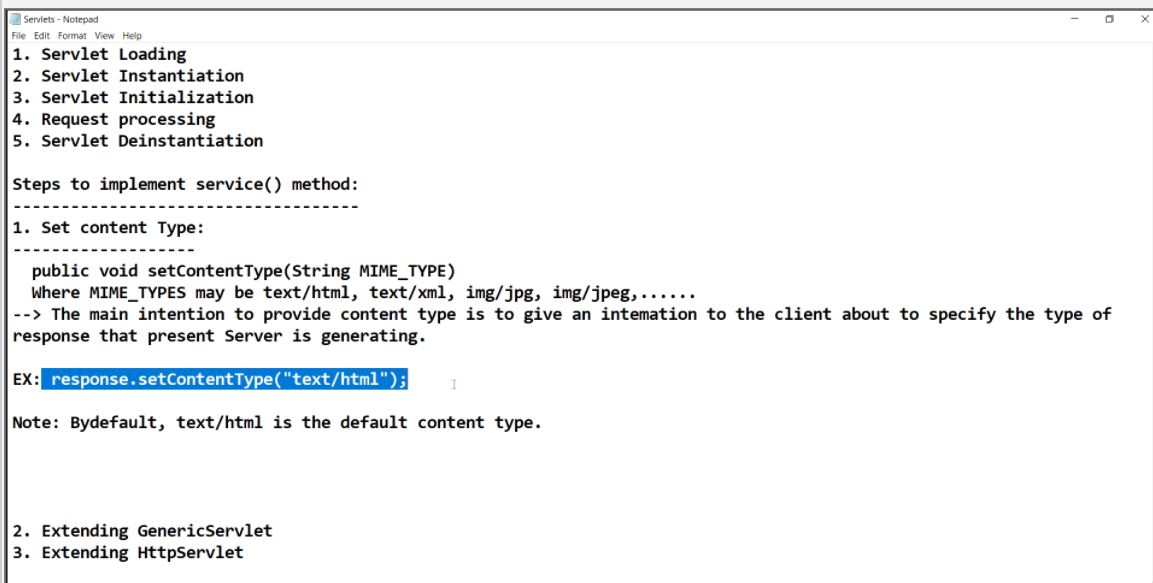 Servlets - Notepad
File Edit Format View Help
1. Servlet Loading
2. Servlet Instantiation
3. Servlet Initialization
4. Request processing
5. Servlet Deinstantiation
Steps to implement service() method:
------------------------------------
1. Set content Type:
-------------------
public void setContentType(String MIME_TYPE)
Where MIME_TYPES may be text/html, text/xml, img/jpg, img/jpeg,......
--> The main intention to provide content type is to give an intemation to the client about to specify the type of
response that present Server is generating.
EX: response.setContentType("text/html");
Note: Bydefault, text/html is the default content type.
2. Extending GenericServlet
3. Extending HttpServlet